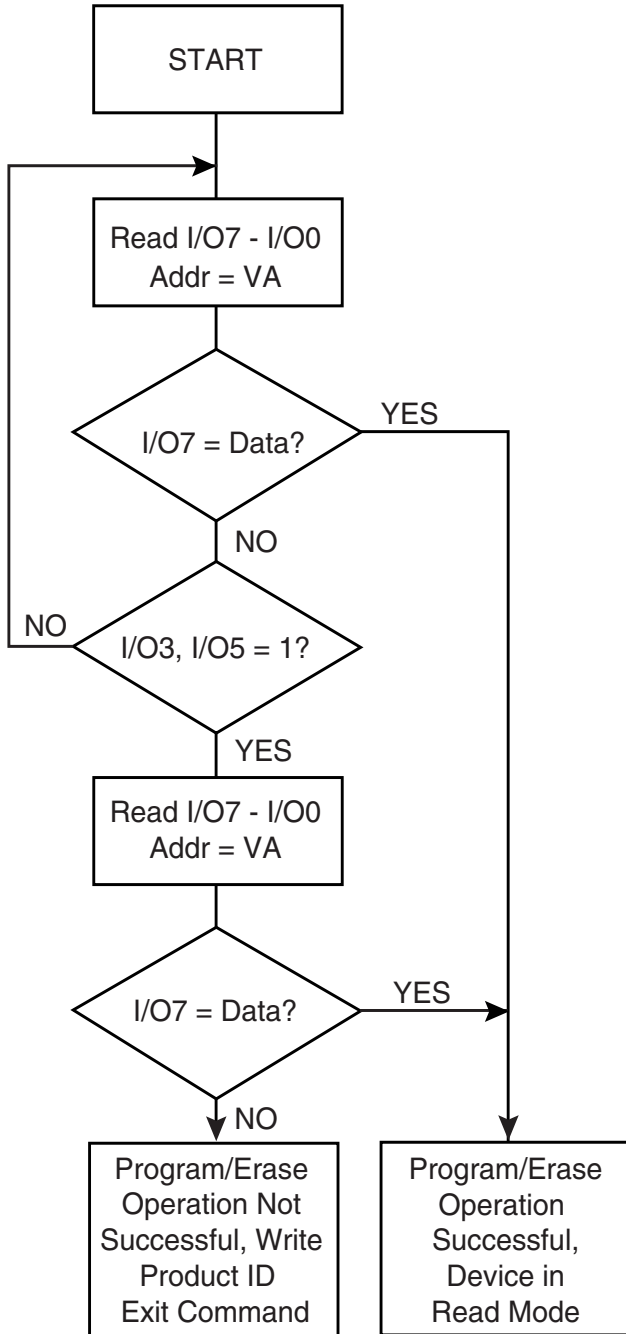 START
Read I/O7 - I/O0
Addr = VA
I/O7 = Data?
YES
NO
NO
I/O3, I/O5 = 1?
YES
Read I/O7 - I/O0
Addr = VA
I/O7 = Data?
YES
NO
Program/Erase
Operation Not
Successful, Write
Product ID
Exit Command
Program/Erase
Operation
Successful,
Device in
Read Mode